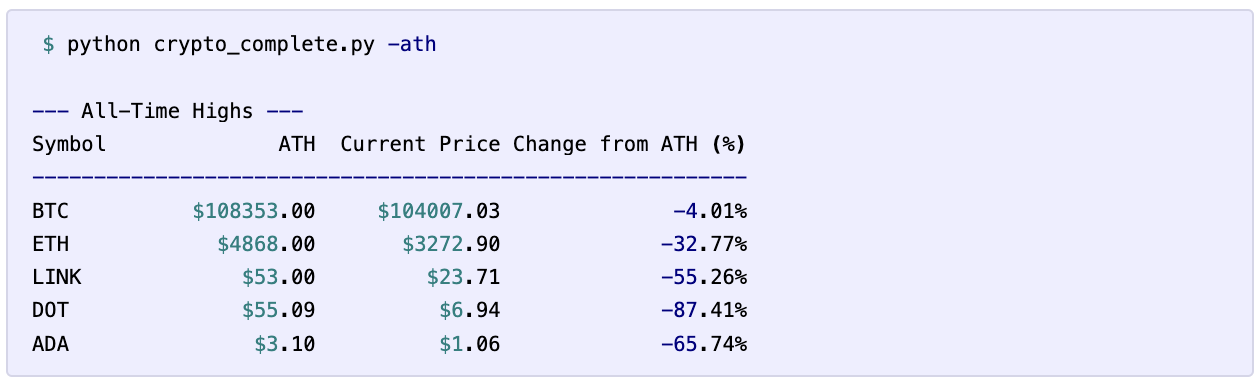 $ python crypto_complete.py -ath
--- All-Time Highs ---
Symbol ATH Current Price Change from ATH (%)
----------------------------------------------------------
BTC $108353.00 $104007.03 -4.01%
ETH $4868.00 $3272.90 -32.77%
LINK $53.00 $23.71 -55.26%
DOT $55.09 $6.94 -87.41%
ADA $3.10 $1.06 -65.74%